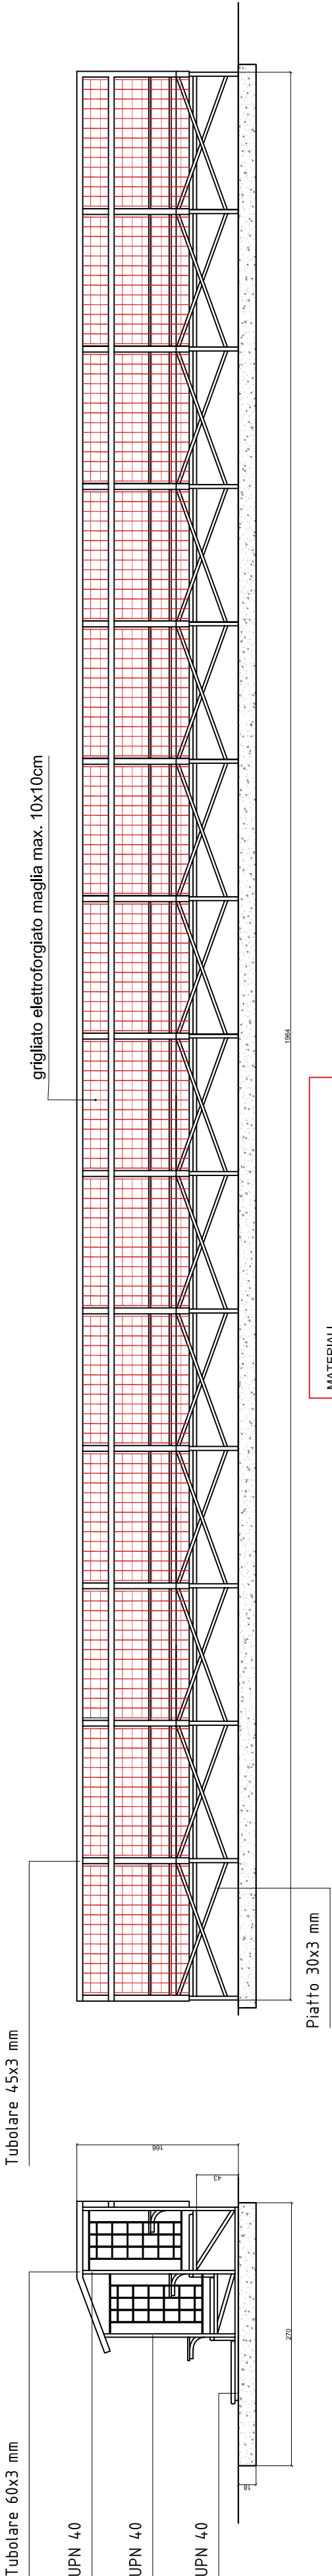 grigliato elettroforgiato maglia max. 10x10cm
1964
MATERIALI
Tubolare 45x3 mm
Piatto 30x3 mm
166
43
270
18
Tubolare 60x3 mm
UPN 40
UPN 40
UPN 40